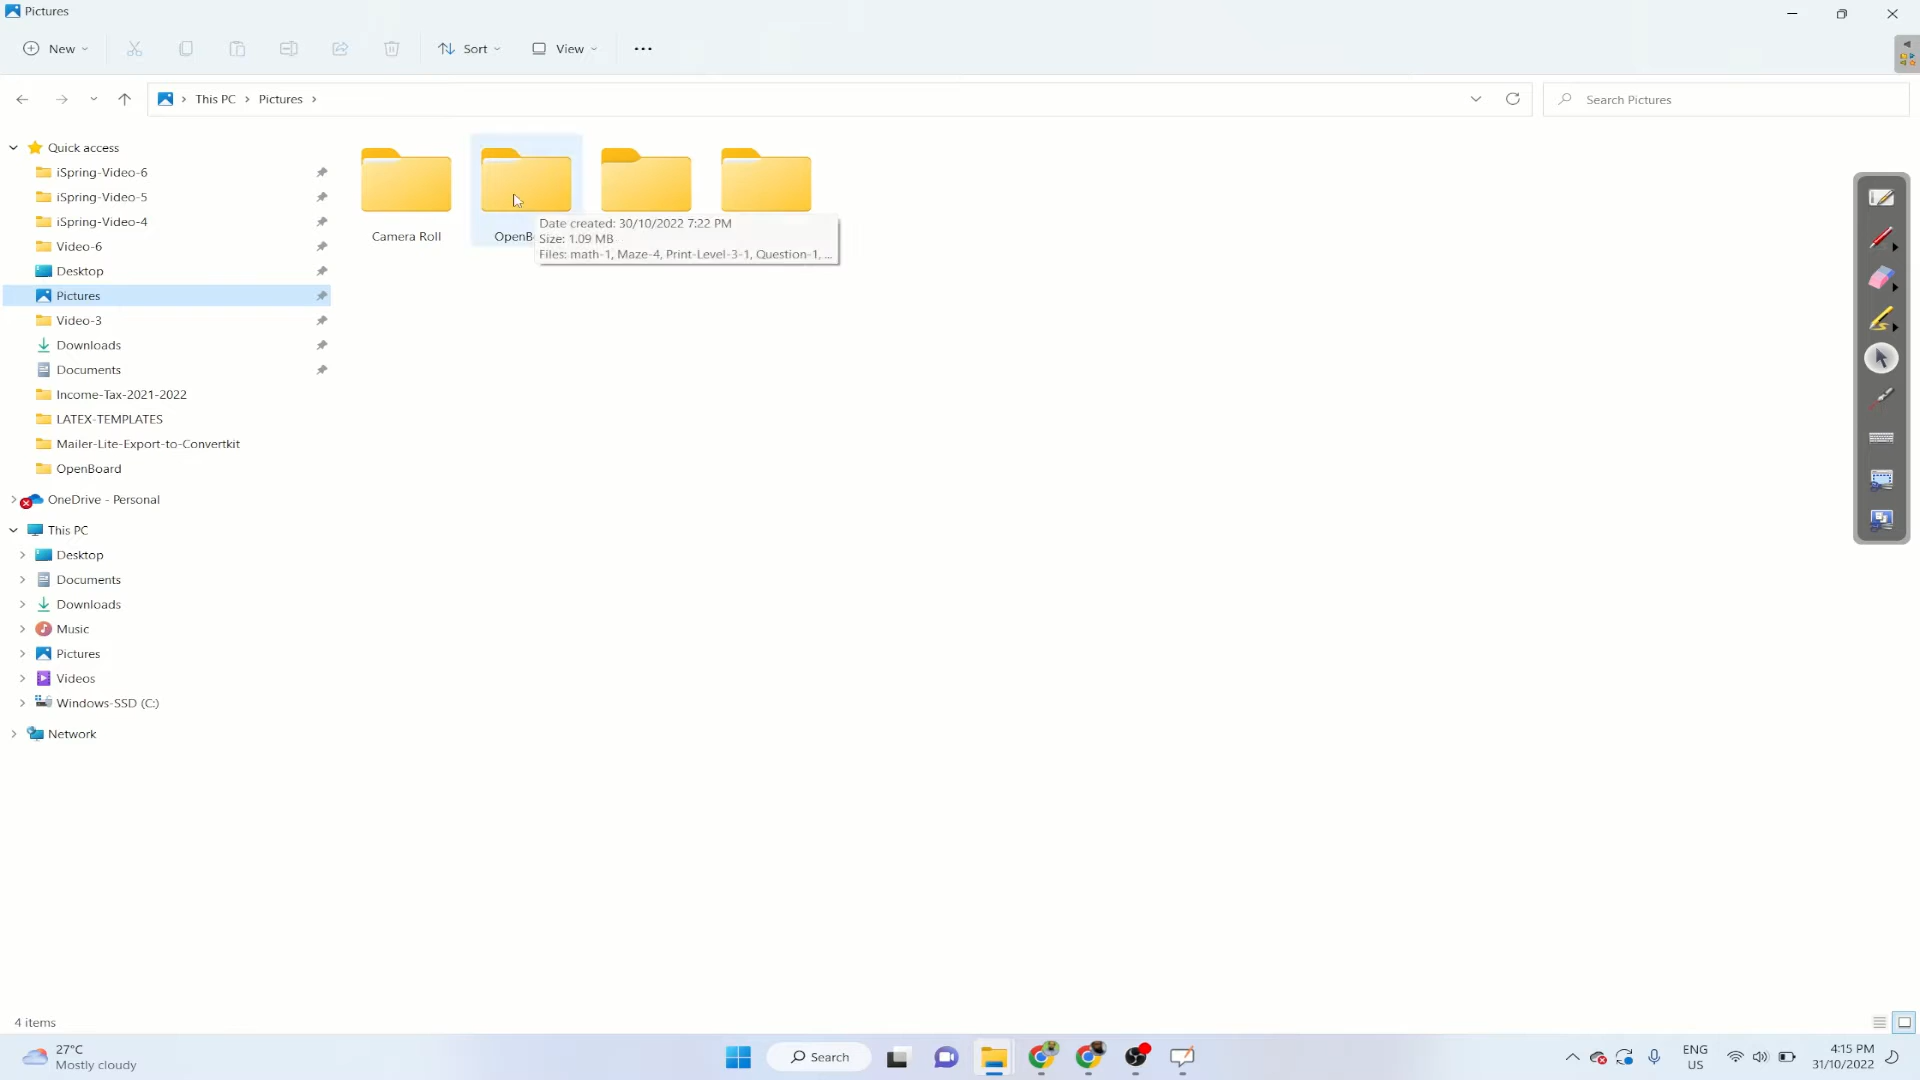 Pictures
New
Sort
View
This PC
Pictures
Search Pictures
Quick access
iSpring-Video-6
iSpring-Video-5
iSpring-Video-4
Video-6
Desktop
Pictures
Video-3
Downloads
Documents
Income-Tax-2021-2022
LATEX-TEMPLATES
Mailer-Lite-Export-to-Convertkit
OpenBoard
OneDrive - Personal
This PC
Desktop
Documents
Downloads
Music
Pictures
Videos
Windows-SSD (C:)
Network
Camera Roll
OpenB
Date created: 30/10/2022 7:22 PM
Size: 1.09 MB
Files: math-1, Maze-4, Print-Level-3-1, Question-1, ...
4 items
27°C
Mostly cloudy
Search
ENG
US
4:15 PM
31/10/2022